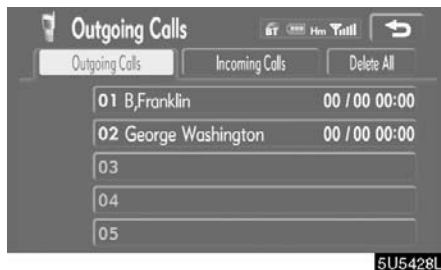 Outgoing Calls BT Hm
Outgoing Calls Incoming Calls Delete All
01 B,Franklin 00 / 00 00:00
02 George Washington 00 / 00 00:00
03
04
05
5U5428L